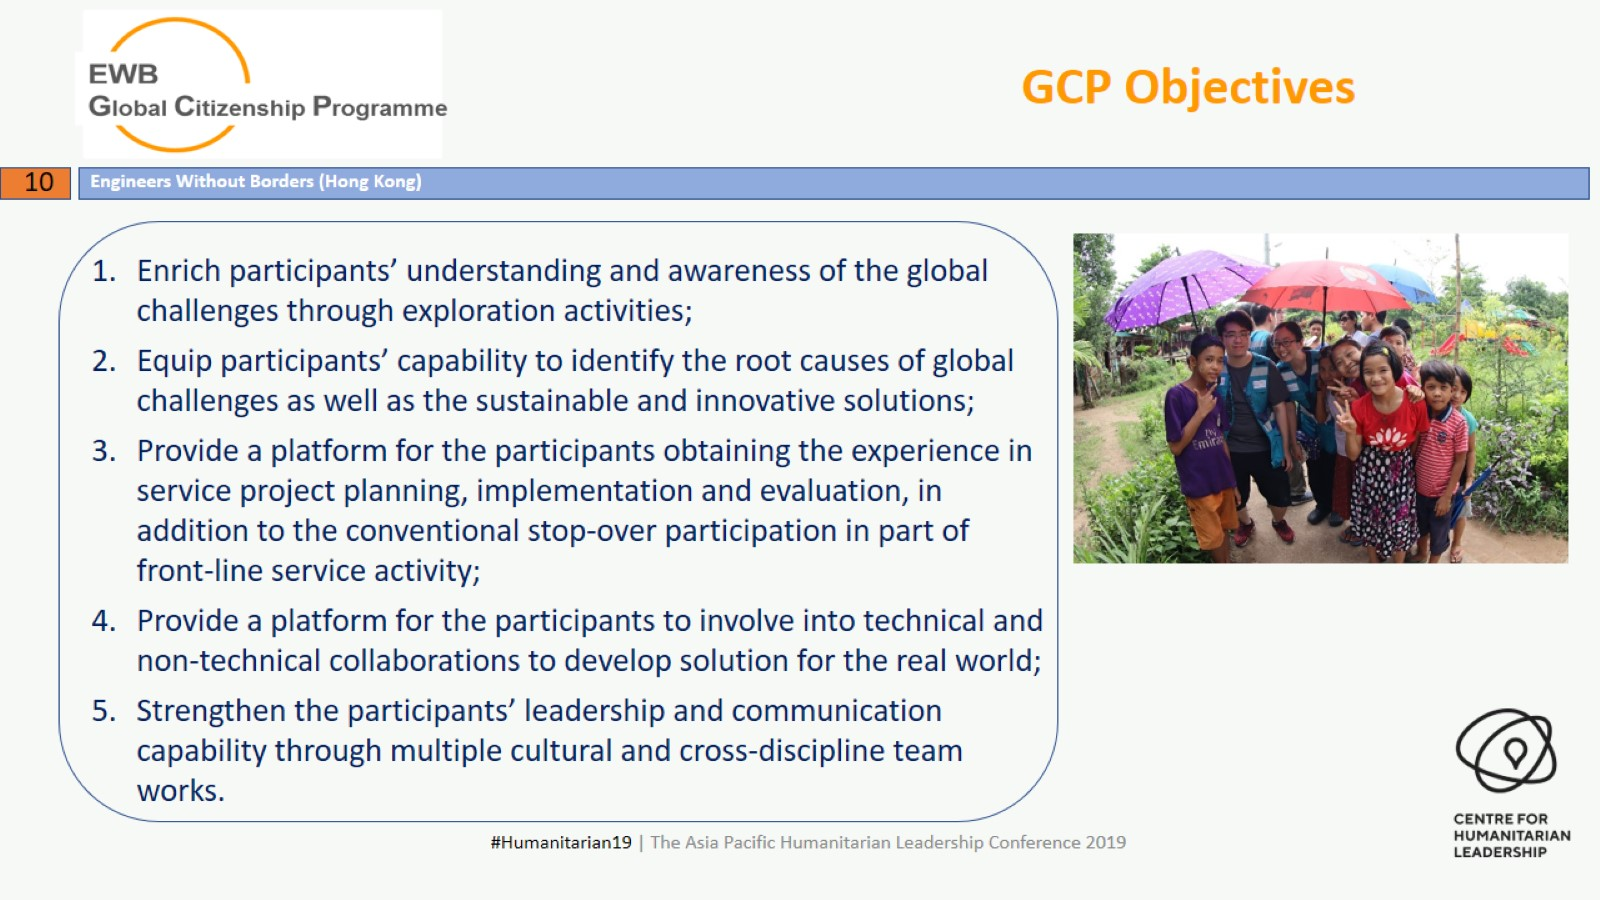 EWB
Global Citizenship Programme
GCP Objectives
10
Engineers Without Borders (Hong Kong)
1. Enrich participants’ understanding and awareness of the global
challenges through exploration activities;
2. Equip participants’ capability to identify the root causes of global
challenges as well as the sustainable and innovative solutions;
3. Provide a platform for the participants obtaining the experience in
service project planning, implementation and evaluation, in
addition to the conventional stop-over participation in part of
front-line service activity;
4. Provide a platform for the participants to involve into technical and
non-technical collaborations to develop solution for the real world;
5. Strengthen the participants’ leadership and communication
capability through multiple cultural and cross-discipline team
works.
#Humanitarian19 | The Asia Pacific Humanitarian Leadership Conference 2019
CENTRE FOR
HUMANITARIAN
LEADERSHIP